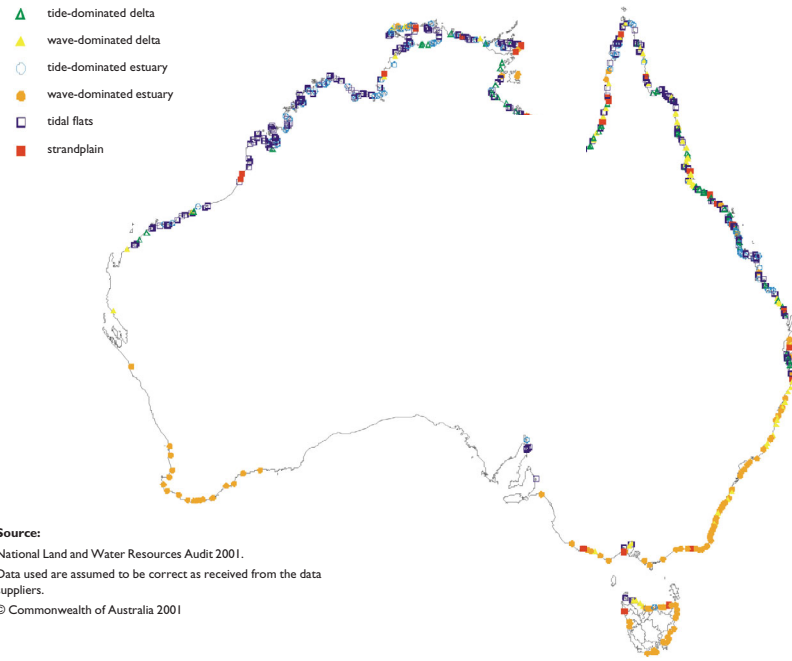 tide-dominated delta
wave-dominated delta
tide-dominated estuary
wave-dominated estuary
tidal flats
strandplain
Source:
National Land and Water Resources Audit 2001.
Data used are assumed to be correct as received from the data
suppliers.
© Commonwealth of Australia 2001